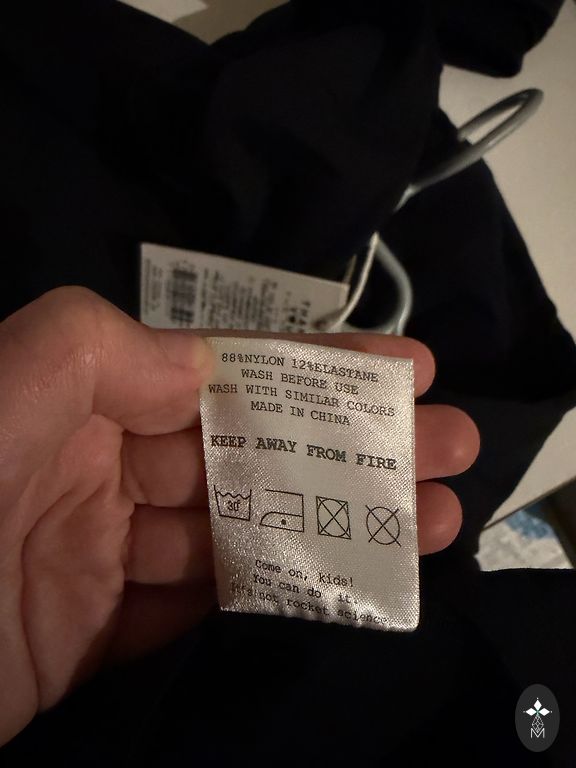 88%NYLON 12%ELASTANE
WASH BEFORE USE
WASH WITH SIMILAR COLORS
MADE IN CHINA
KEEP AWAY FROM FIRE
30°
Come on, kids!
You can do it.
It's not rocket science.
M